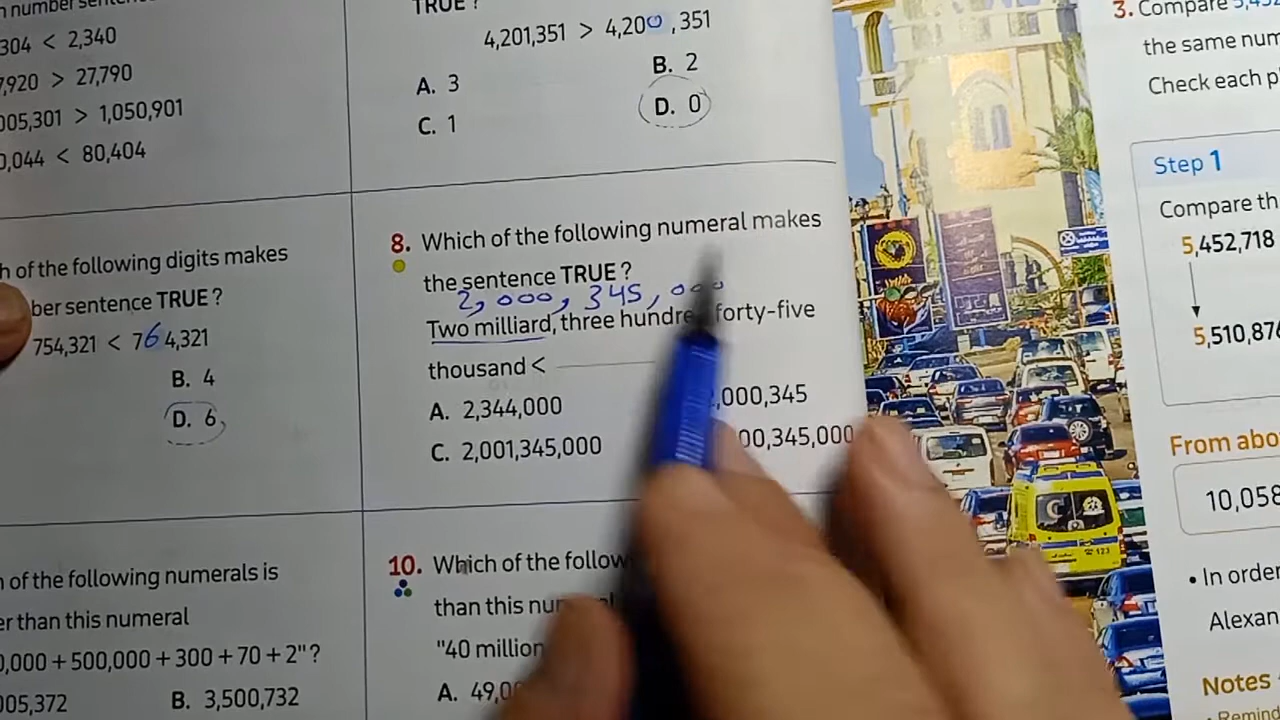 304 < 2,340
7,920 > 27,790
005,301 > 1,050,901
0,044 < 80,404
TRUE ?
4,201,351 > 4,200,351
A. 3
B. 2
C. 1
D. 0
of the following digits makes
ber sentence TRUE ?
754,321 < 764,321
B. 4
D. 6
8. Which of the following numeral makes
the sentence TRUE ?
2,000,345,000
Two milliard, three hundre forty-five
thousand <
A. 2,344,000
,000,345
C. 2,001,345,000
00,345,000
of the following numerals is
er than this numeral
0,000 + 500,000 + 300 + 70 + 2" ?
005,372
B. 3,500,732
10. Which of the follow
than this
"40 million
A. 49,0
3. Compare
the same num
Check each
Step 1
Compare th
5,452,718
5,510,876
From abo
10,058
• In order
Alexan
Notes